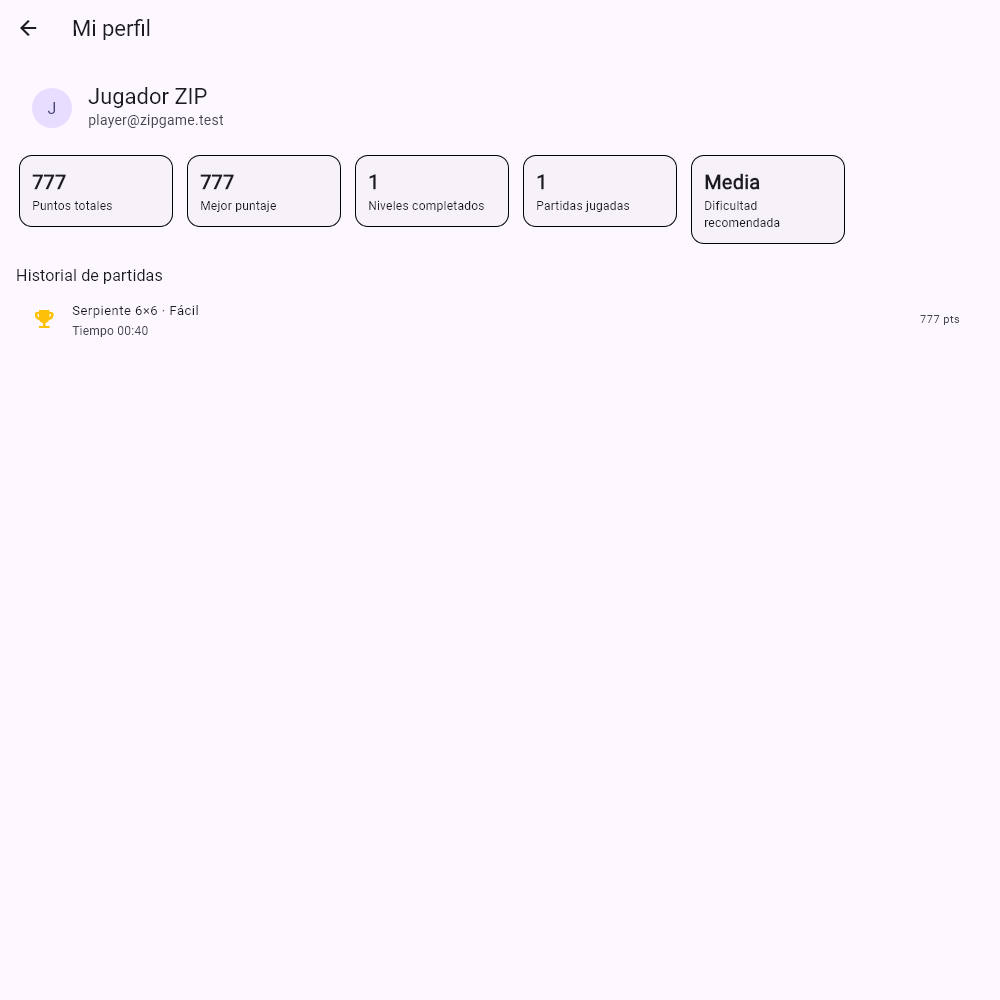 Mi perfil
J
Jugador ZIP
player@zipgame.test
777
Puntos totales
777
Mejor puntaje
1
Niveles completados
1
Partidas jugadas
Media
Dificultad
recomendada
Historial de partidas
Serpiente 6×6 · Fácil
Tiempo 00:40
777 pts